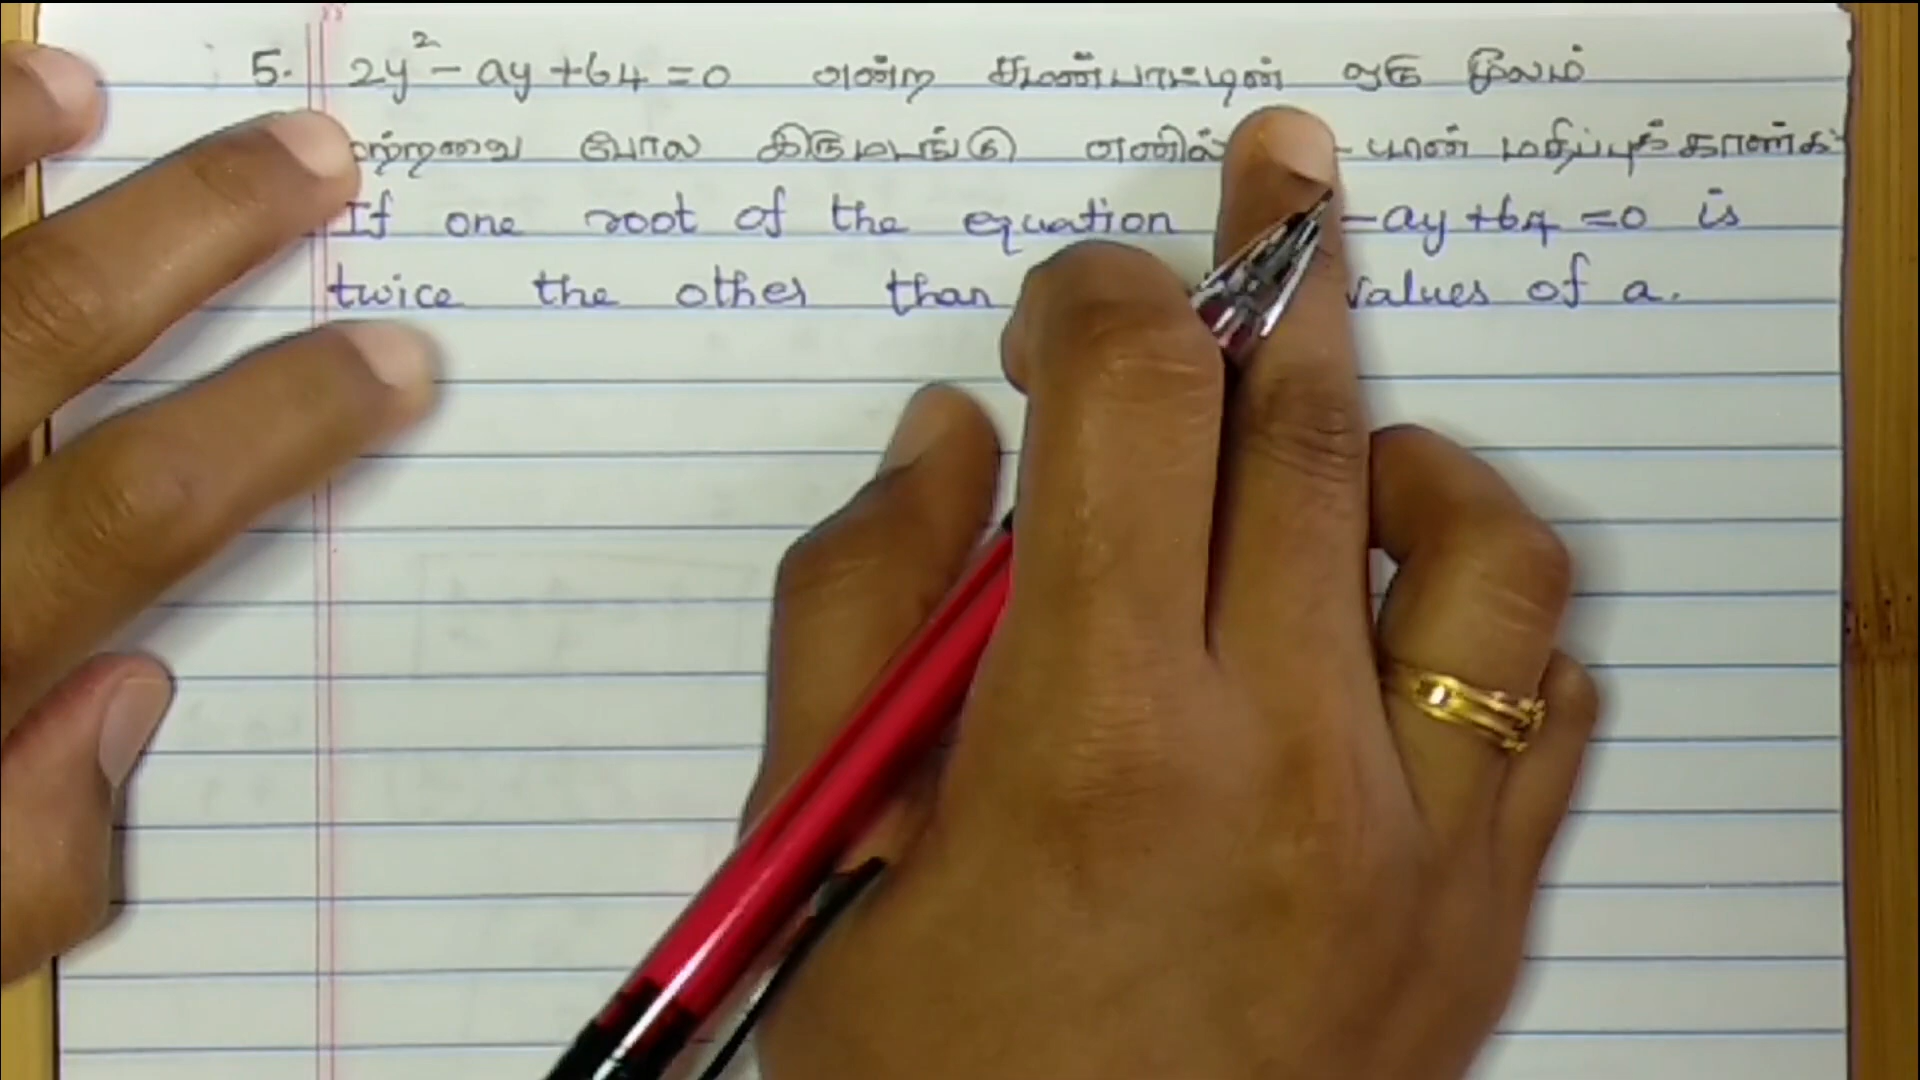 5. 2y² - ay + 64 = 0 என்ற சமன்பாட்டின் ஒரு மூலம்
மற்றவை போல இருமடங்கு எனில் -யான் மதிப்புக் காண்க
If one root of the equation - ay + 64 = 0 is
twice the other than values of a.